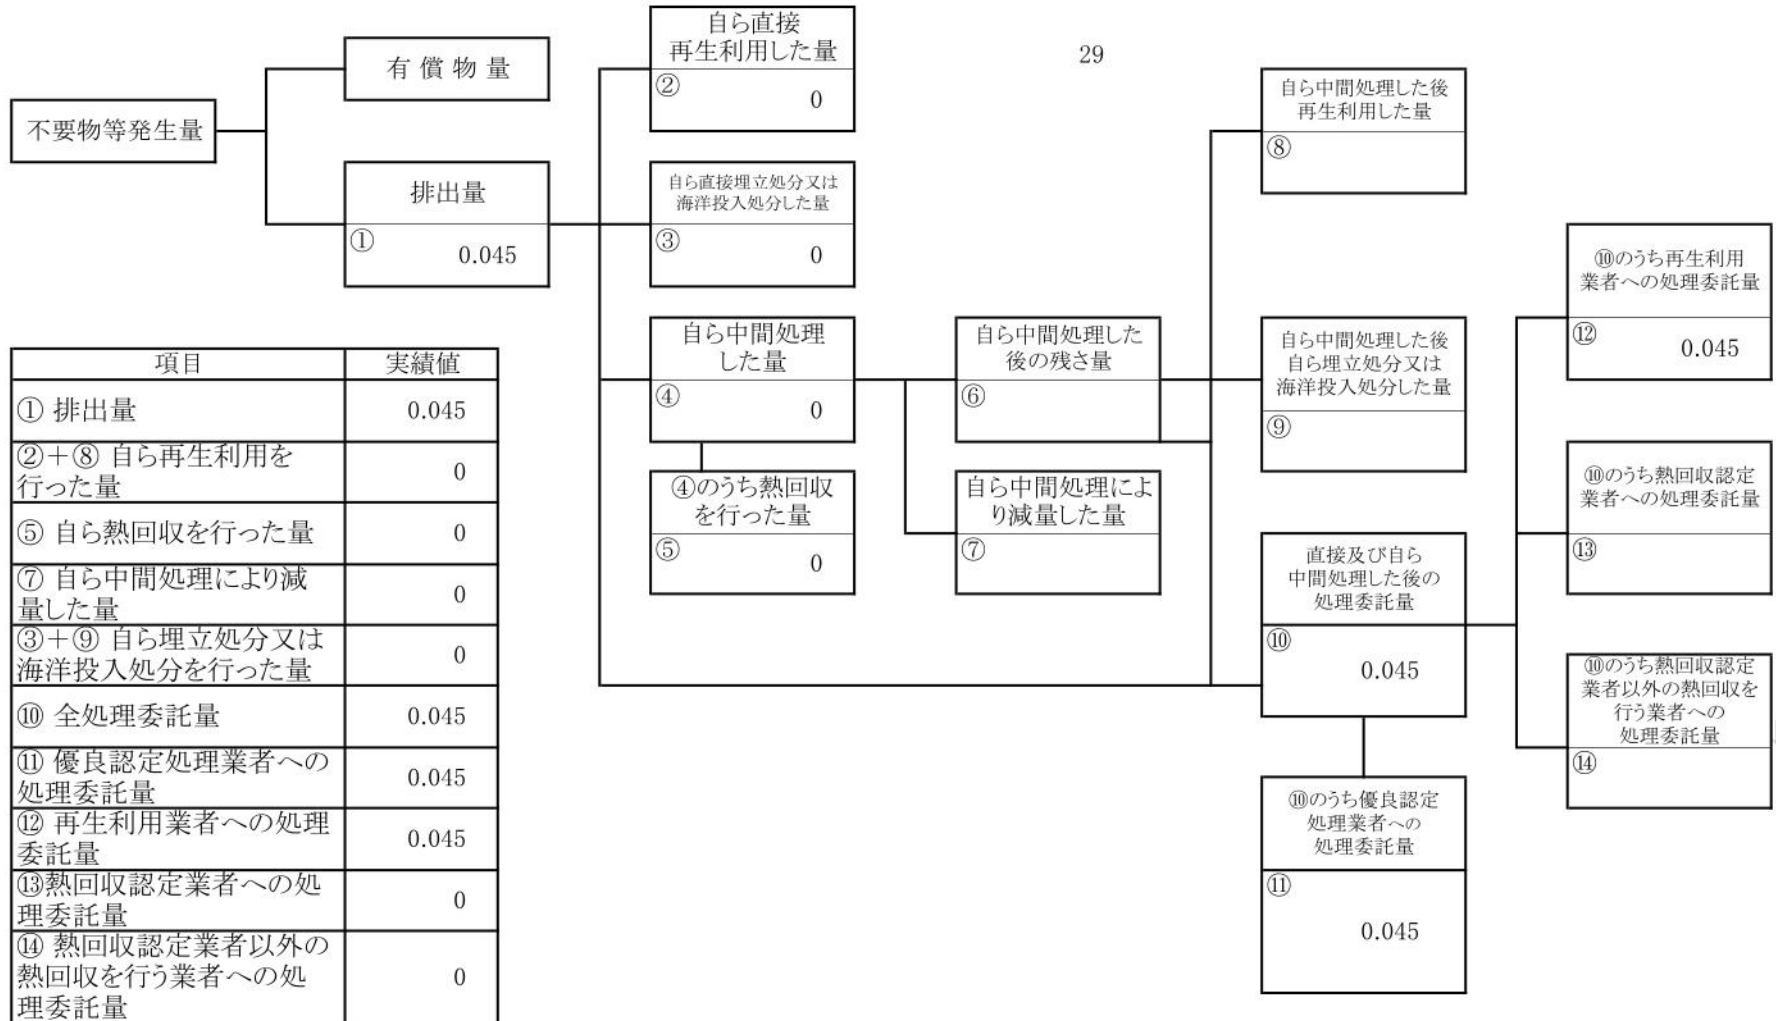 29
不要物等発生量
有 償 物 量
排出量
①
0.045
自ら直接
再生利用した量
②
0
自ら直接埋立処分又は
海洋投入処分した量
③
0
自ら中間処理
した量
④
0
④のうち熱回収
を行った量
⑤
0
自ら中間処理した
後の残さ量
⑥
自ら中間処理によ
り減量した量
⑦
自ら中間処理した後
再生利用した量
⑧
自ら中間処理した後
自ら埋立処分又は
海洋投入処分した量
⑨
直接及び自ら
中間処理した後の
処理委託量
⑩
0.045
⑩のうち優良認定
処理業者への
処理委託量
⑪
0.045
⑩のうち再生利用
業者への処理委託量
⑫
0.045
⑩のうち熱回収認定
業者への処理委託量
⑬
⑩のうち熱回収認定
業者以外の熱回収を
行う業者への
処理委託量
⑭
項目 実績値
① 排出量 0.045
②＋⑧ 自ら再生利用を
行った量 0
⑤ 自ら熱回収を行った量 0
⑦ 自ら中間処理により減
量した量 0
③＋⑨ 自ら埋立処分又は
海洋投入処分を行った量 0
⑩ 全処理委託量 0.045
⑪ 優良認定処理業者への
処理委託量 0.045
⑫ 再生利用業者への処理
委託量 0.045
⑬熱回収認定業者への処
理委託量 0
⑭ 熱回収認定業者以外の
熱回収を行う業者への処
理委託量 0